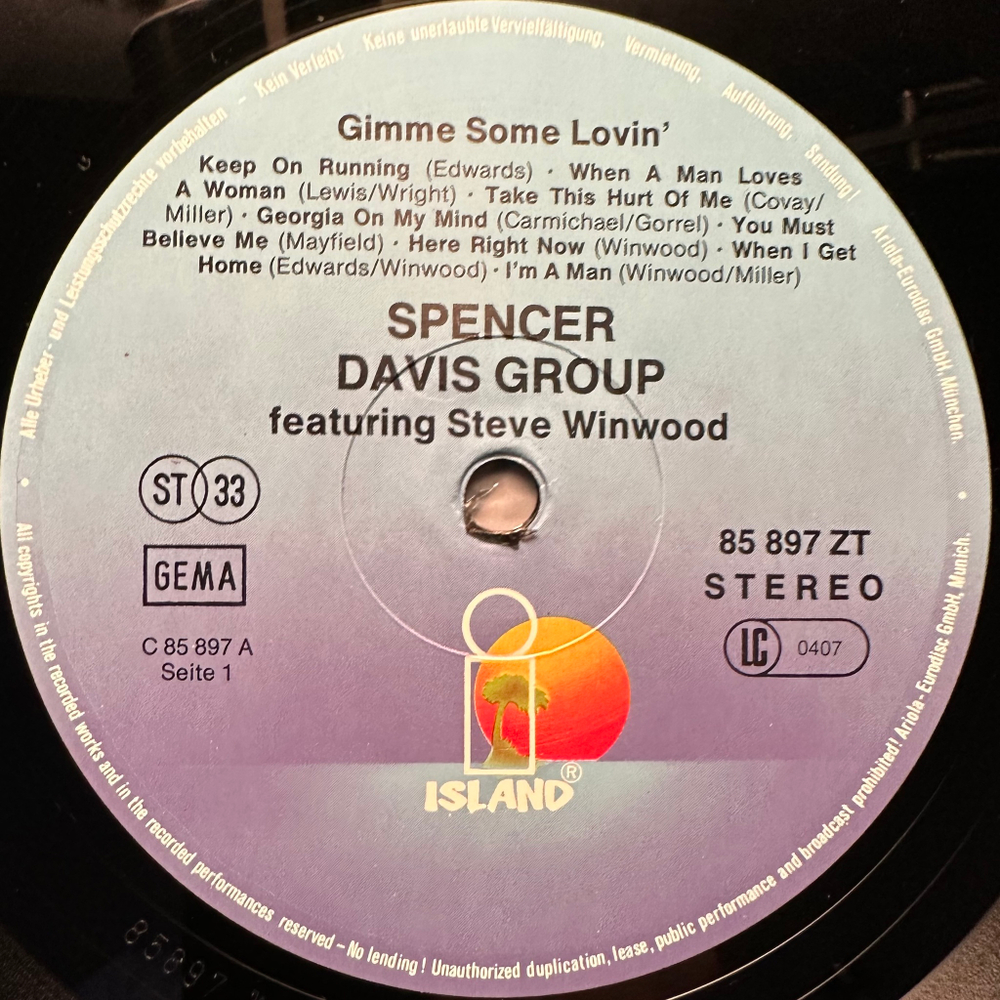 Alle Urheber- und Leistungsschutzrechte vorbehalten – Kein Verleih! Keine unerlaubte Vervielfältigung, Vermietung, Aufführung, Sendung! Ariola-Eurodisc GmbH, München.
Gimme Some Lovin'
Keep On Running (Edwards) · When A Man Loves
A Woman (Lewis/Wright) · Take This Hurt Of Me (Covay/
Miller) · Georgia On My Mind (Carmichael/Gorrel) · You Must
Believe Me (Mayfield) · Here Right Now (Winwood) · When I Get
Home (Edwards/Winwood) · I'm A Man (Winwood/Miller)
SPENCER
DAVIS GROUP
featuring Steve Winwood
ST 33
GEMA
C 85 897 A
Seite 1
85 897 ZT
STEREO
LC 0407
ISLAND ®
All copyrights in the recorded works and in the recorded performances reserved – No lending! Unauthorized duplication, lease, public performance and broadcast prohibited! Ariola-Eurodisc GmbH, Munich.
85897